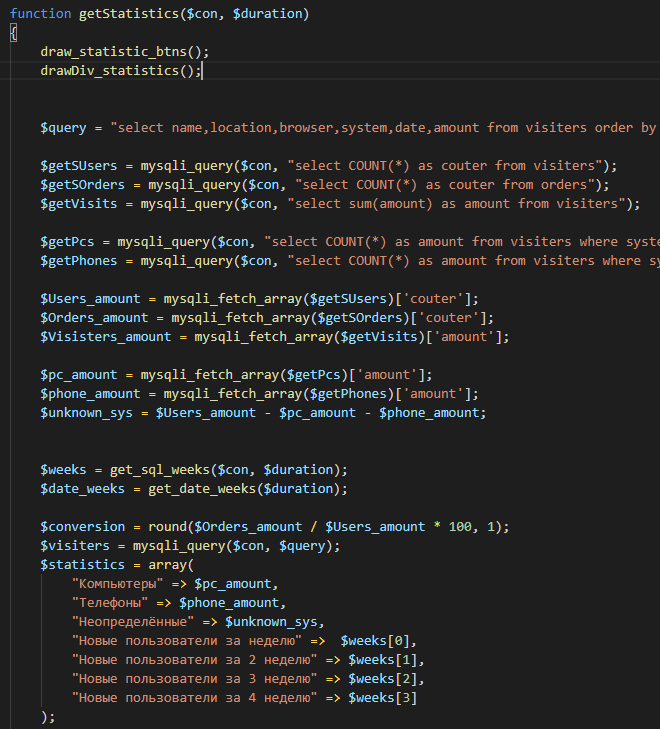 function getStatistics($con, $duration)
{
draw_statistic_btns();
drawDiv_statistics();
$query = "select name,location,browser,system,date,amount from visiters order by
$getSUsers = mysqli_query($con, "select COUNT(*) as couter from visiters");
$getSOrders = mysqli_query($con, "select COUNT(*) as couter from orders");
$getVisits = mysqli_query($con, "select sum(amount) as amount from visiters");
$getPcs = mysqli_query($con, "select COUNT(*) as amount from visiters where syste
$getPhones = mysqli_query($con, "select COUNT(*) as amount from visiters where sy
$Users_amount = mysqli_fetch_array($getSUsers)['couter'];
$Orders_amount = mysqli_fetch_array($getSOrders)['couter'];
$Visisters_amount = mysqli_fetch_array($getVisits)['amount'];
$pc_amount = mysqli_fetch_array($getPcs)['amount'];
$phone_amount = mysqli_fetch_array($getPhones)['amount'];
$unknown_sys = $Users_amount - $pc_amount - $phone_amount;
$weeks = get_sql_weeks($con, $duration);
$date_weeks = get_date_weeks($duration);
$conversion = round($Orders_amount / $Users_amount * 100, 1);
$visiters = mysqli_query($con, $query);
$statistics = array(
"Компьютеры" => $pc_amount,
"Телефоны" => $phone_amount,
"Неопределённые" => $unknown_sys,
"Новые пользователи за неделю" =>  $weeks[0],
"Новые пользователи за 2 неделю" => $weeks[1],
"Новые пользователи за 3 неделю" => $weeks[2],
"Новые пользователи за 4 неделю" => $weeks[3]
);